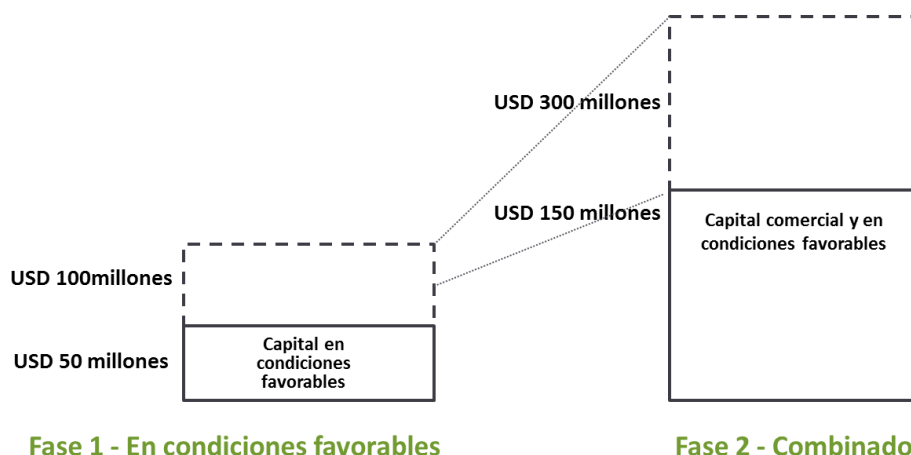 USD 300 millones
USD 150 millones
Capital comercial y en
condiciones favorables
USD 100millones
USD 50 millones
Capital en
condiciones
favorables
Fase 1 - En condiciones favorables
Fase 2 - Combinado